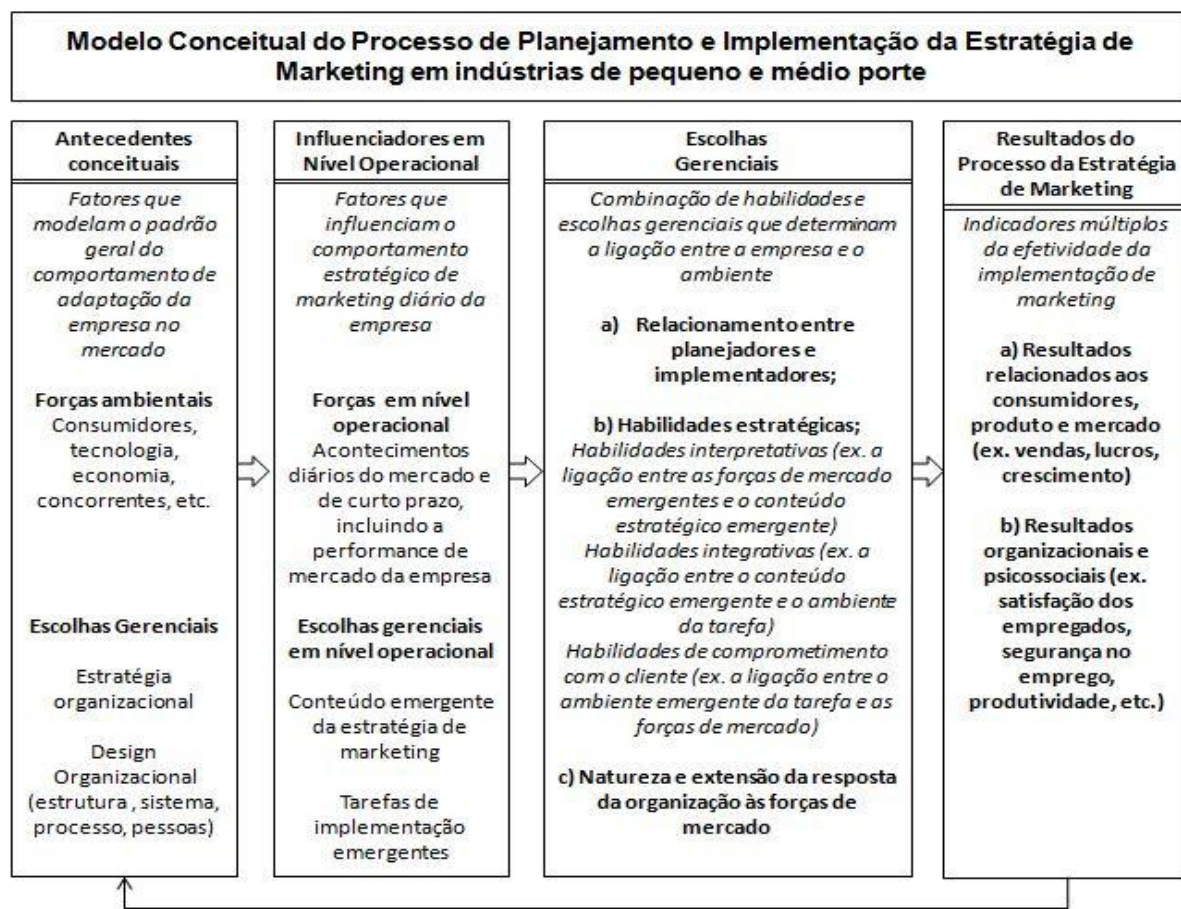 Modelo Conceitual do Processo de Planejamento e Implementação da Estratégia de
Marketing em indústrias de pequeno e médio porte
Antecedentes
conceituais
Fatores que
modelam o padrão
geral do
comportamento de
adaptação da
empresa no
mercado
Forças ambientais
Consumidores,
tecnologia,
economia,
concorrentes, etc.
Escolhas Gerenciais
Estratégia
organizacional
Design
Organizacional
(estrutura , sistema,
processo, pessoas)
Influenciadores em
Nível Operacional
Fatores que
influenciam o
comportamento
estratégico de
marketing diário da
empresa
Forças em nível
operacional
Acontecimentos
diários do mercado e
de curto prazo,
incluindo a
performance de
mercado da empresa
Escolhas gerenciais
em nível operacional
Conteúdo emergente
da estratégia de
marketing
Tarefas de
implementação
emergentes
Escolhas
Gerenciais
Combinação de habilidades e
escolhas gerenciais que determinam
a ligação entre a empresa e o
ambiente
a) Relacionamento entre
planejadores e
implementadores;
b) Habilidades estratégicas;
Habilidades interpretativas (ex. a
ligação entre as forças de mercado
emergentes e o conteúdo
estratégico emergente)
Habilidades integrativas (ex. a
ligação entre o conteúdo
estratégico emergente e o ambiente
da tarefa)
Habilidades de comprometimento
com o cliente (ex. a ligação entre o
ambiente emergente da tarefa e as
forças de mercado)
c) Natureza e extensão da resposta
da organização às forças de
mercado
Resultados do
Processo da Estratégia
de Marketing
Indicadores múltiplos
da efetividade da
implementação de
marketing
a) Resultados
relacionados aos
consumidores,
produto e mercado
(ex. vendas, lucros,
crescimento)
b) Resultados
organizacionais e
psicossociais (ex.
satisfação dos
empregados,
segurança no
emprego,
produtividade, etc.)